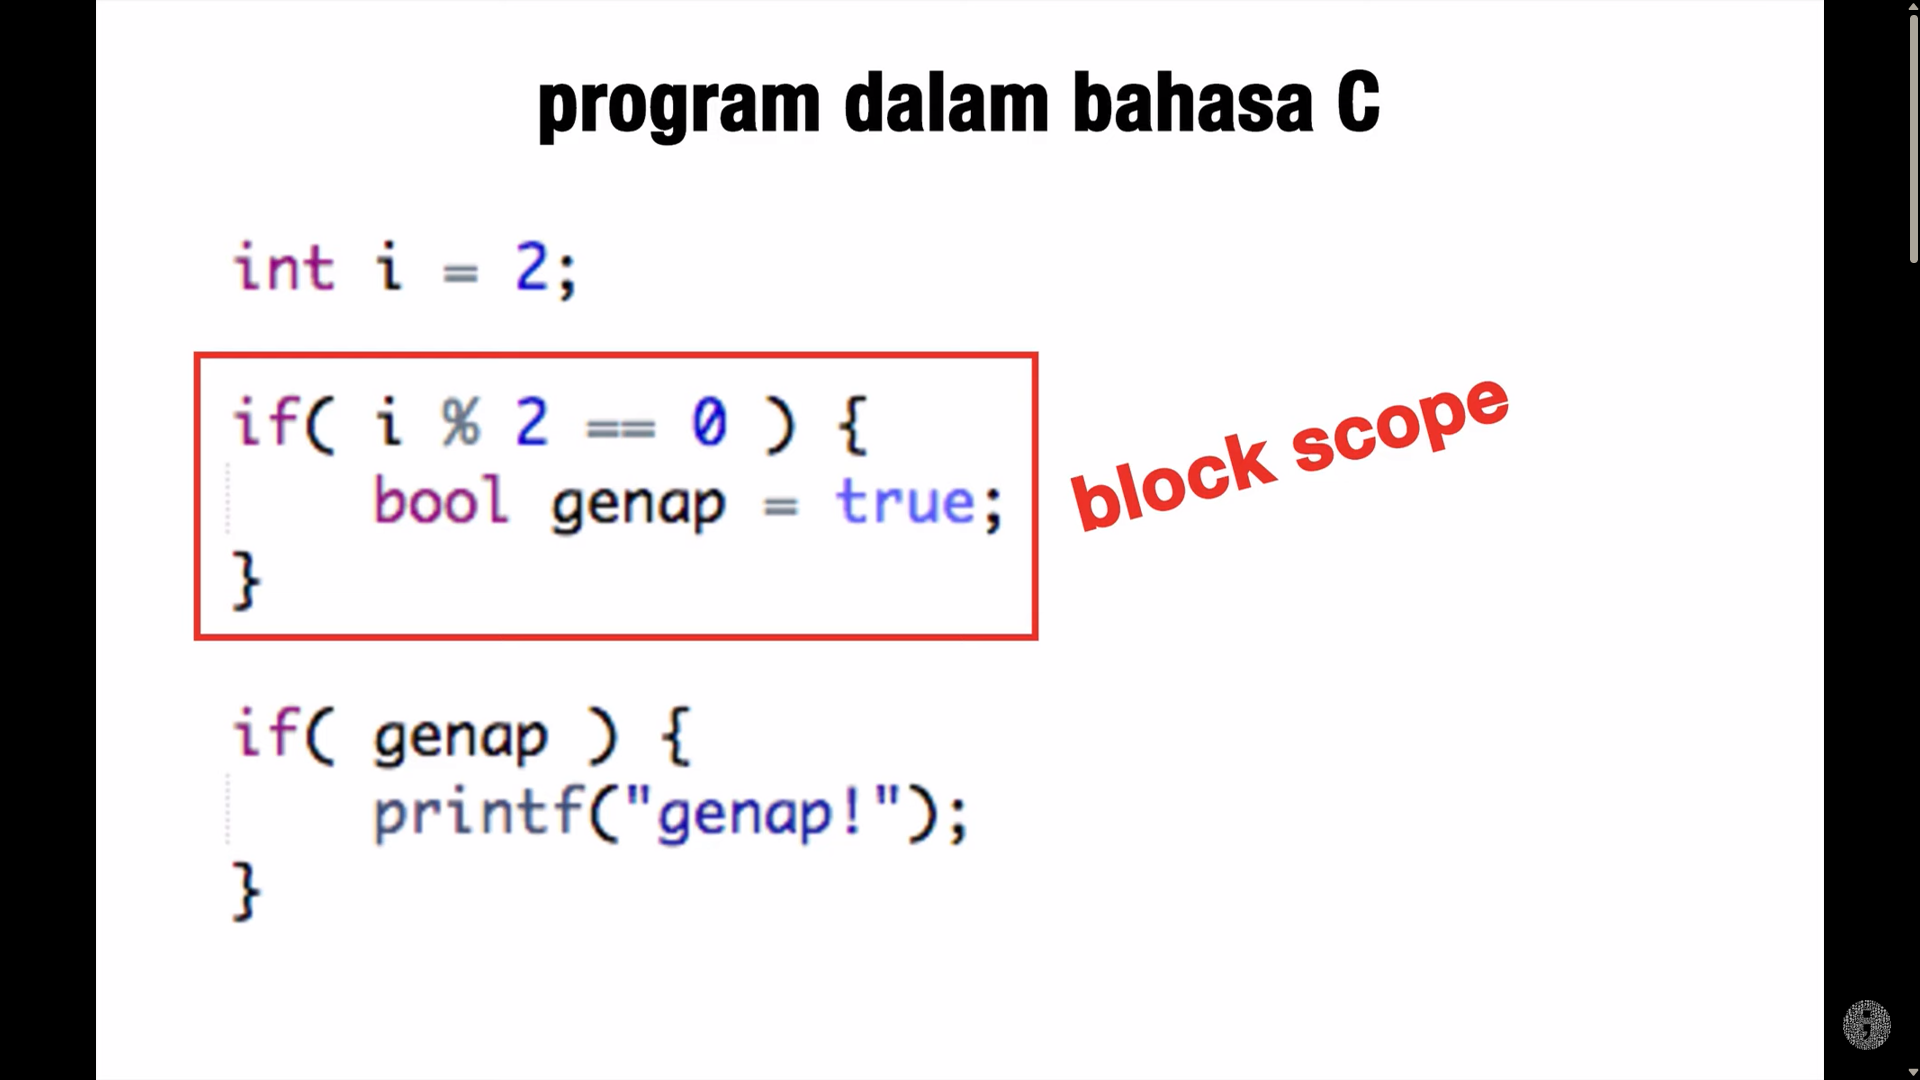 program dalam bahasa C
int i = 2;
if( i % 2 == 0 ) {
bool genap = true;
}
block scope
if( genap ) {
printf("genap!");
}